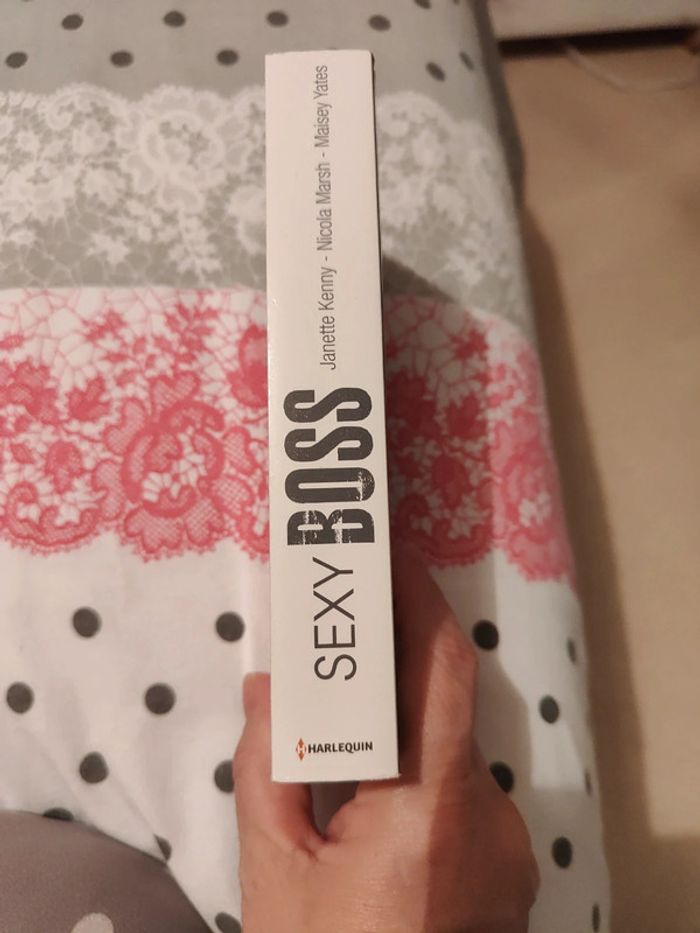 SEXY BOSS
Janette Kenny - Nicola Marsh - Maisey Yates
HARLEQUIN